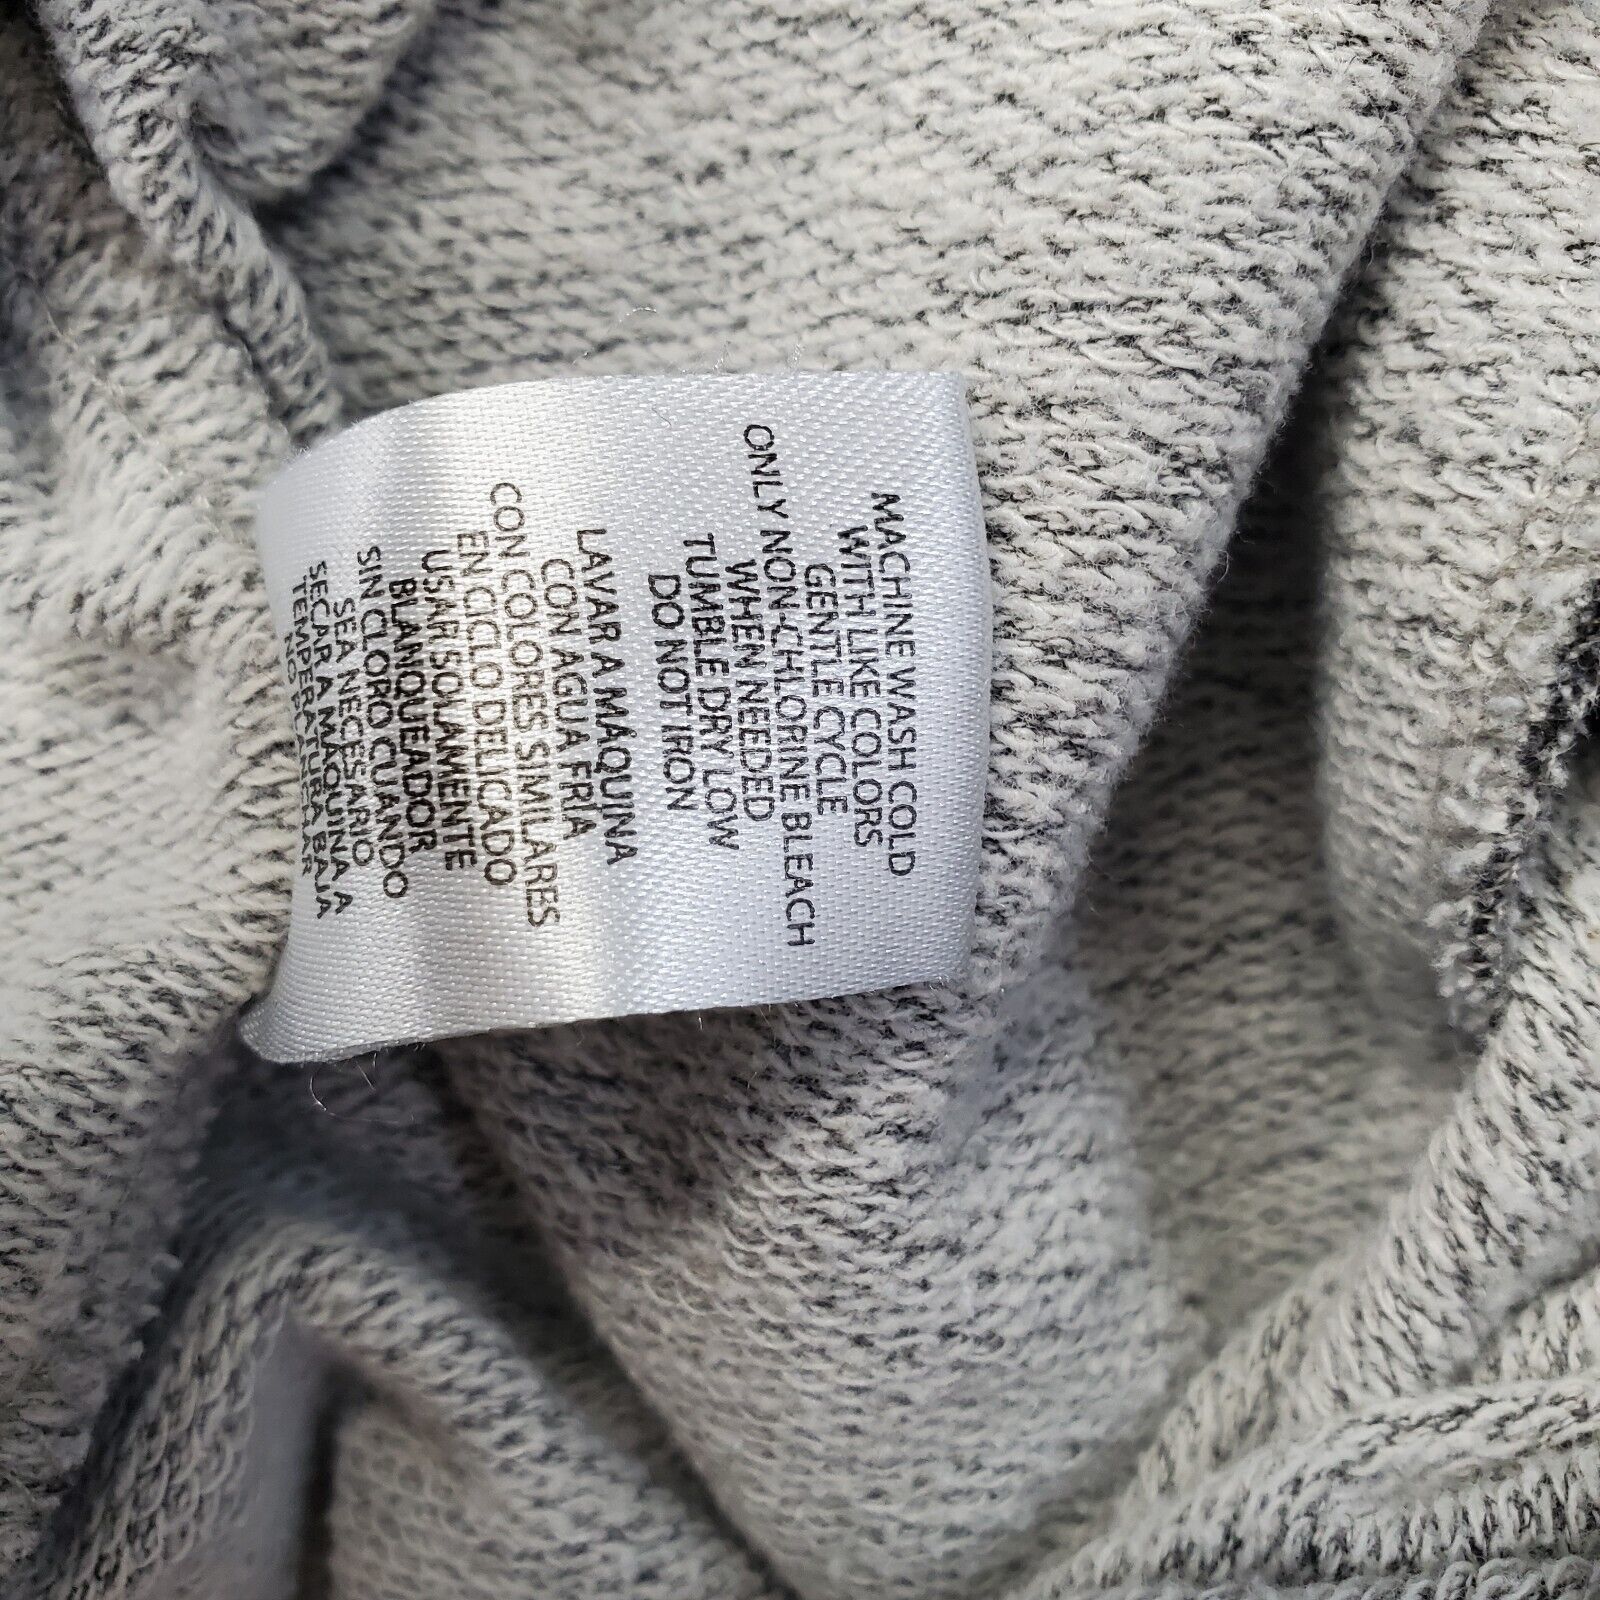 MACHINE WASH COLD
WITH LIKE COLORS
GENTLE CYCLE
ONLY NON-CHLORINE BLEACH
WHEN NEEDED
TUMBLE DRY LOW
DO NOT IRON
LAVAR A MÁQUINA
CON AGUA FRÍA
CON COLORES SIMILARES
EN CICLO DELICADO
USAR SOLAMENTE
BLANQUEADOR
SIN CLORO CUANDO
SEA NECESARIO
SECAR A MÁQUINA A
TEMPERATURA BAJA
NO PLANCHAR